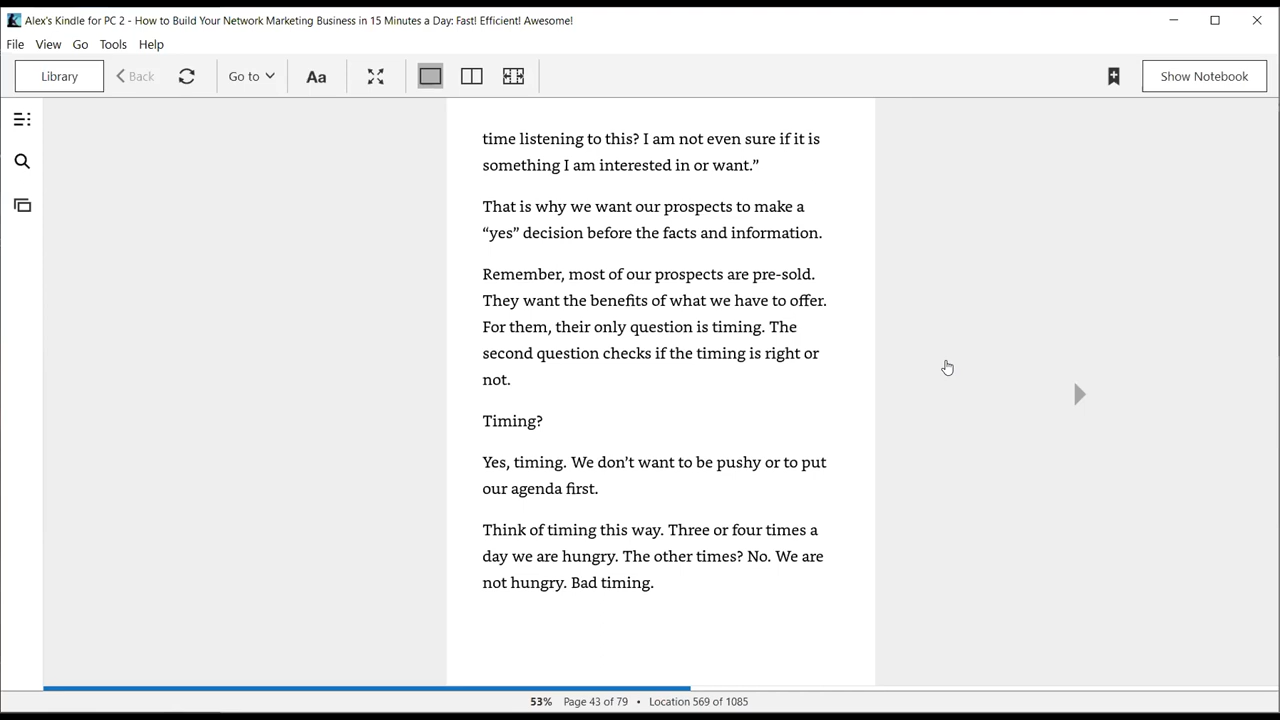 Alex's Kindle for PC 2 - How to Build Your Network Marketing Business in 15 Minutes a Day: Fast! Efficient! Awesome!
File View Go Tools Help
Library Back Go to Aa Show Notebook
time listening to this? I am not even sure if it is
something I am interested in or want.”
That is why we want our prospects to make a
“yes” decision before the facts and information.
Remember, most of our prospects are pre-sold.
They want the benefits of what we have to offer.
For them, their only question is timing. The
second question checks if the timing is right or
not.
Timing?
Yes, timing. We don’t want to be pushy or to put
our agenda first.
Think of timing this way. Three or four times a
day we are hungry. The other times? No. We are
not hungry. Bad timing.
53% Page 43 of 79 • Location 569 of 1085